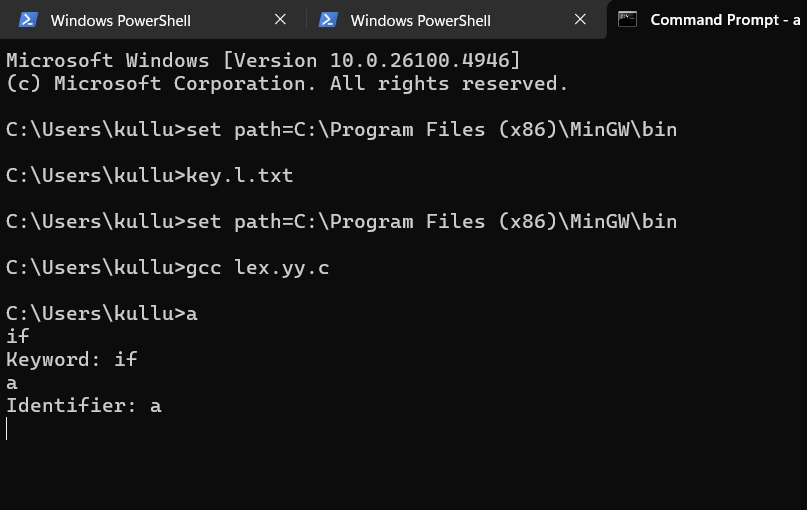 Windows PowerShell
Windows PowerShell
Command Prompt - a
Microsoft Windows [Version 10.0.26100.4946]
(c) Microsoft Corporation. All rights reserved.
C:\Users\kullu>set path=C:\Program Files (x86)\MinGW\bin
C:\Users\kullu>key.l.txt
C:\Users\kullu>set path=C:\Program Files (x86)\MinGW\bin
C:\Users\kullu>gcc lex.yy.c
C:\Users\kullu>a
if
Keyword: if
a
Identifier: a